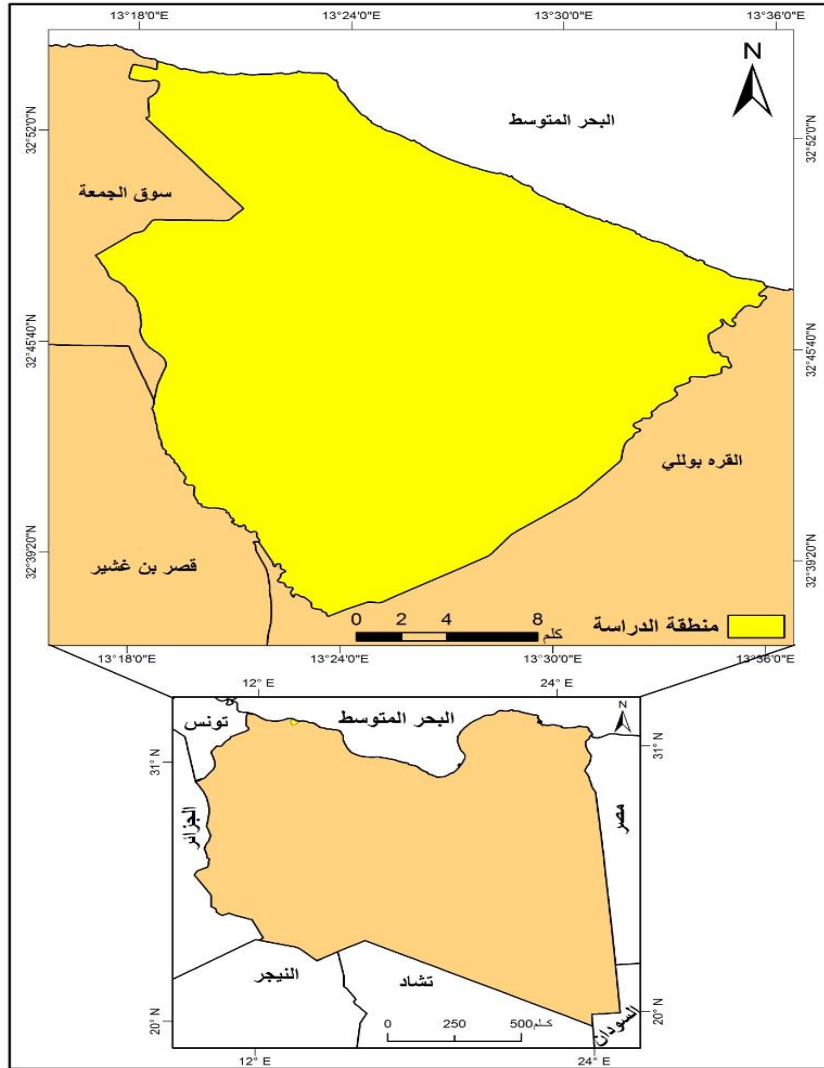 13°18'0"E 13°24'0"E 13°30'0"E 13°36'0"E
N
البحر المتوسط
32°52'0"N
32°52'0"N
سوق الجمعة
32°45'40"N
32°45'40"N
القره بوللي
32°39'20"N
32°39'20"N
قصر بن غشير
0 2 4 8
كلم
منطقة الدراسة
13°18'0"E 13°24'0"E 13°30'0"E 13°36'0"E
12° E 24° E
N
تونس
البحر المتوسط
31° N
31° N
الجزائر
مصر
النيجر
تشاد
السودان
0 250 500
كلم
20° N
20° N
12° E 24° E